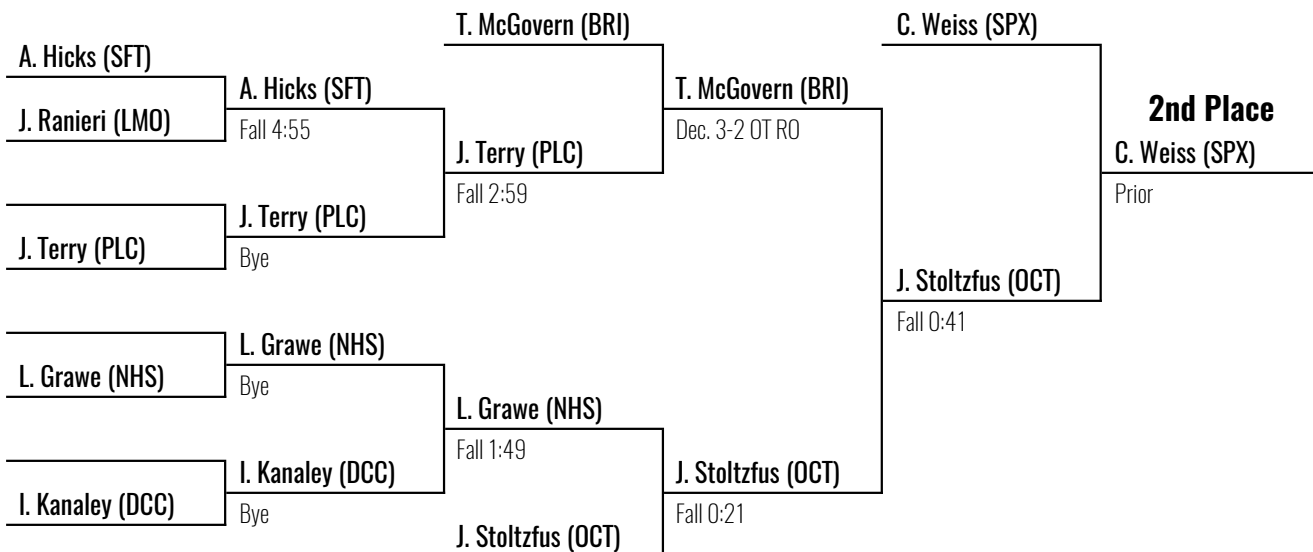 T. McGovern (BRI)
C. Weiss (SPX)
A. Hicks (SFT)
A. Hicks (SFT)
T. McGovern (BRI)
J. Ranieri (LMO)
Fall 4:55
Dec. 3-2 OT RO
2nd Place
J. Terry (PLC)
C. Weiss (SPX)
Fall 2:59
Prior
J. Terry (PLC)
J. Terry (PLC)
Bye
J. Stoltzfus (OCT)
Fall 0:41
L. Grawe (NHS)
L. Grawe (NHS)
Bye
L. Grawe (NHS)
Fall 1:49
I. Kanaley (DCC)
J. Stoltzfus (OCT)
I. Kanaley (DCC)
Bye
Fall 0:21
J. Stoltzfus (OCT)